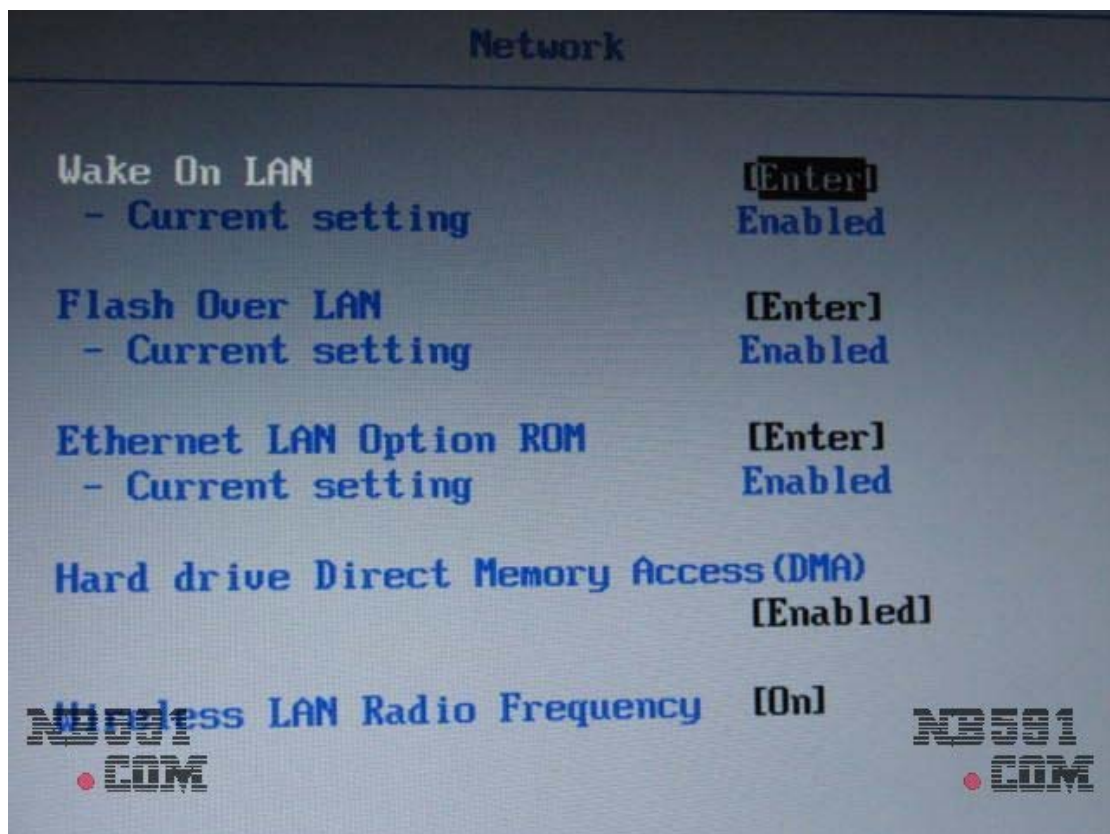 Network
Wake On LAN [Enter]
- Current setting Enabled
Flash Over LAN [Enter]
- Current setting Enabled
Ethernet LAN Option ROM [Enter]
- Current setting Enabled
Hard drive Direct Memory Access(DMA)
[Enabled]
Wireless LAN Radio Frequency [On]
NB591 NB591
.COM .COM